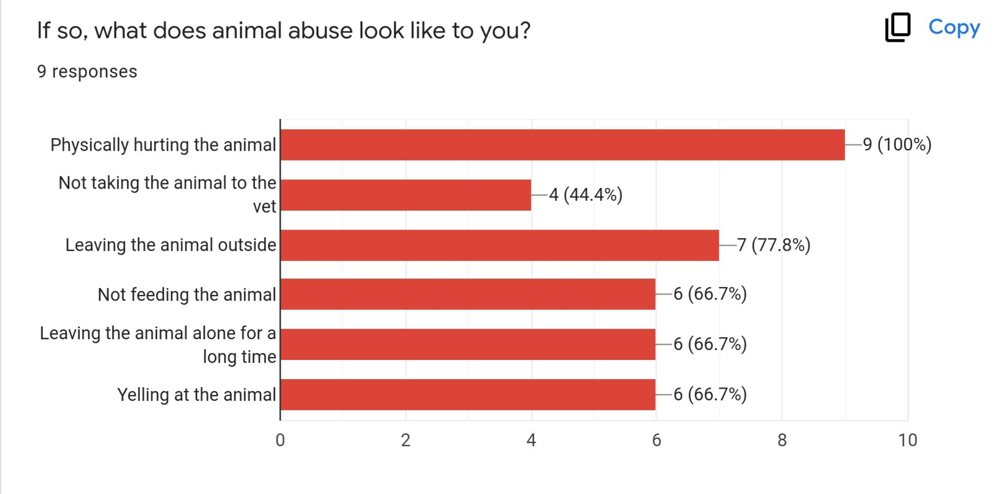 If so, what does animal abuse look like to you?
Copy
9 responses
Physically hurting the animal
9 (100%)
Not taking the animal to the
vet
4 (44.4%)
Leaving the animal outside
7 (77.8%)
Not feeding the animal
6 (66.7%)
Leaving the animal alone for a
long time
6 (66.7%)
Yelling at the animal
6 (66.7%)
0 2 4 6 8 10